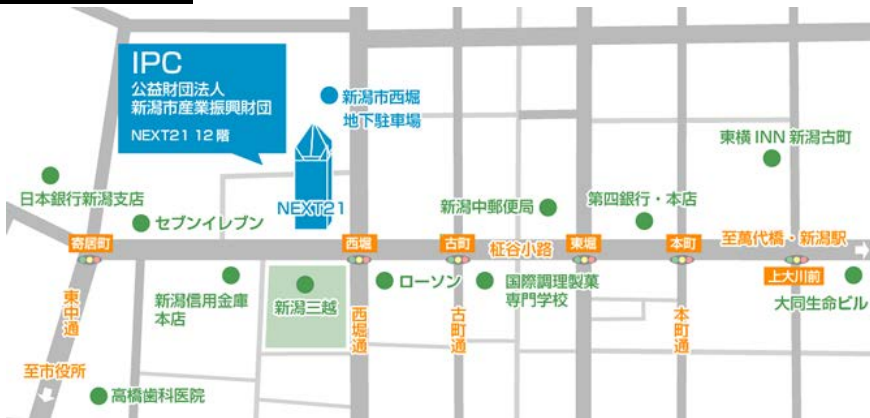 IPC
公益財団法人
新潟市産業振興財団
NEXT21 12階
新潟市西堀
地下駐車場
東横 INN 新潟古町
日本銀行新潟支店
セブンイレブン
NEXT21
新潟中郵便局
第四銀行・本店
寄居町
西堀
古町
柾谷小路
東堀
本町
至萬代橋・新潟駅
上大川前
新潟信用金庫
本店
新潟三越
ローソン
国際調理製菓
専門学校
大同生命ビル
東中通
西堀通
古町通
本町通
至市役所
高橋歯科医院